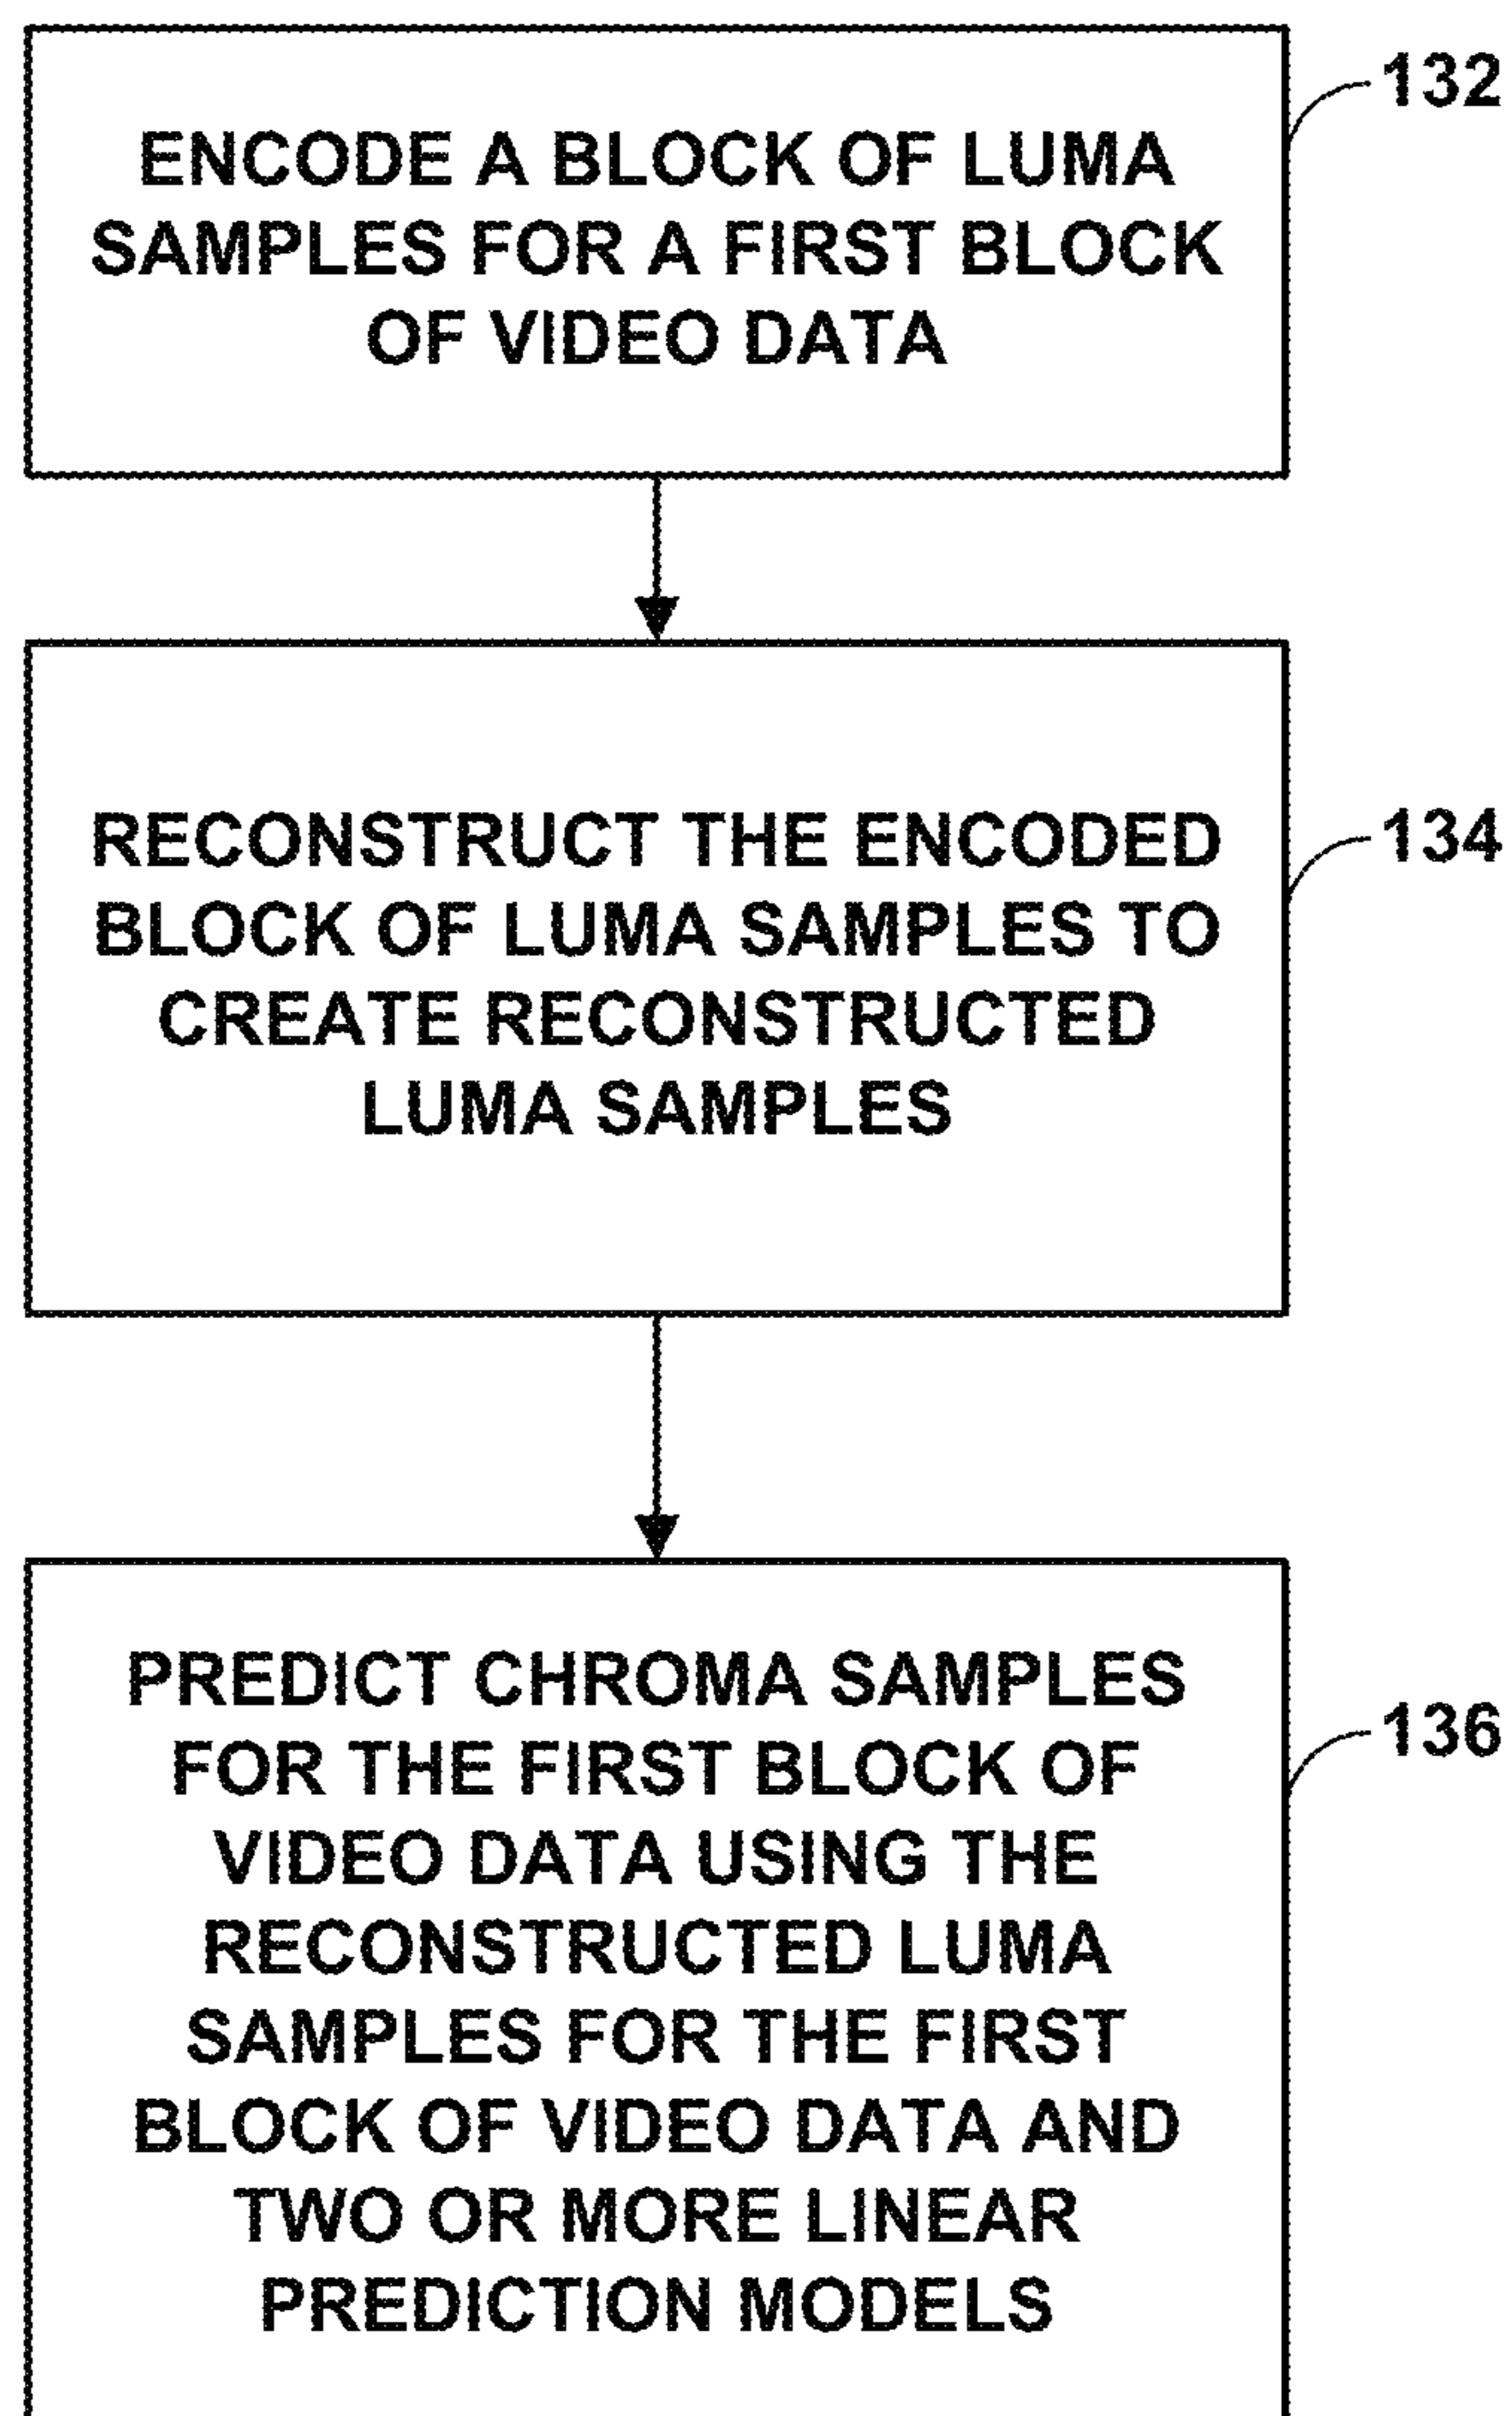 132
ENCODE A BLOCK OF LUMA
SAMPLES FOR A FIRST BLOCK
OF VIDEO DATA
134
RECONSTRUCT THE ENCODED
BLOCK OF LUMA SAMPLES TO
CREATE RECONSTRUCTED
LUMA SAMPLES
136
PREDICT CHROMA SAMPLES
FOR THE FIRST BLOCK OF
VIDEO DATA USING THE
RECONSTRUCTED LUMA
SAMPLES FOR THE FIRST
BLOCK OF VIDEO DATA AND
TWO OR MORE LINEAR
PREDICTION MODELS